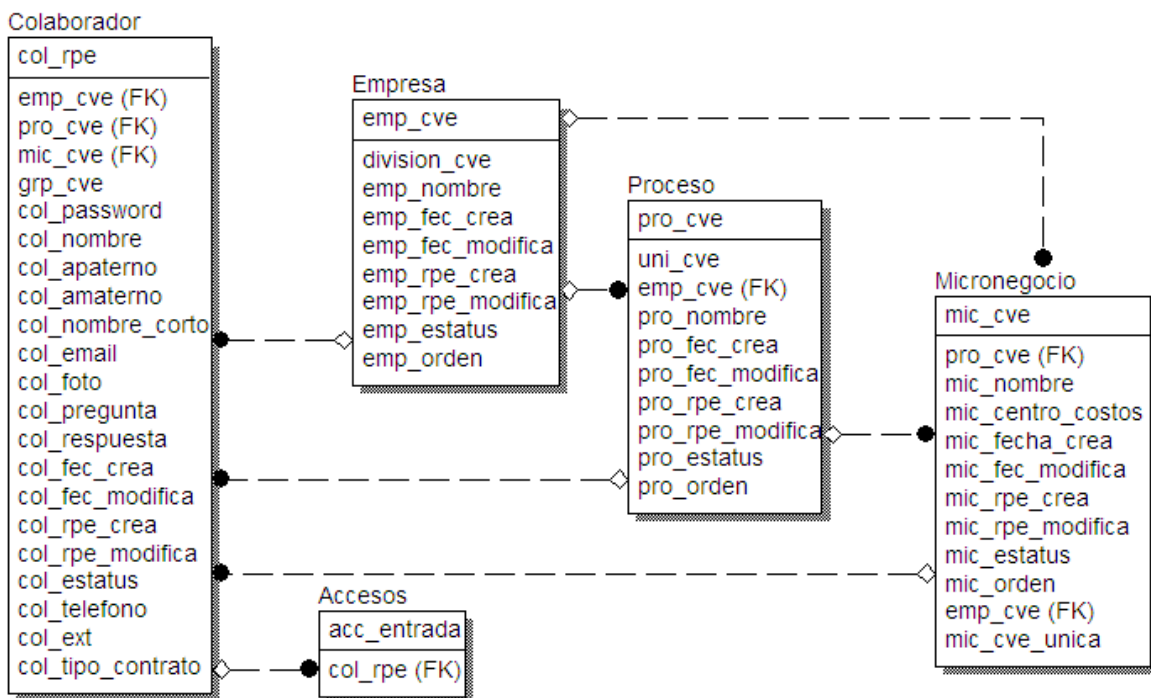 Colaborador
col_rpe
emp_cve (FK)
pro_cve (FK)
mic_cve (FK)
grp_cve
col_password
col_nombre
col_apaterno
col_amaterno
col_nombre_corto
col_email
col_foto
col_pregunta
col_respuesta
col_fec_crea
col_fec_modifica
col_rpe_crea
col_rpe_modifica
col_estatus
col_telefono
col_ext
col_tipo_contrato
Empresa
emp_cve
division_cve
emp_nombre
emp_fec_crea
emp_fec_modifica
emp_rpe_crea
emp_rpe_modifica
emp_estatus
emp_orden
Proceso
pro_cve
uni_cve
emp_cve (FK)
pro_nombre
pro_fec_crea
pro_fec_modifica
pro_rpe_crea
pro_rpe_modifica
pro_estatus
pro_orden
Micronegocio
mic_cve
pro_cve (FK)
mic_nombre
mic_centro_costos
mic_fecha_crea
mic_fec_modifica
mic_rpe_crea
mic_rpe_modifica
mic_estatus
mic_orden
emp_cve (FK)
mic_cve_unica
Accesos
acc_entrada
col_rpe (FK)